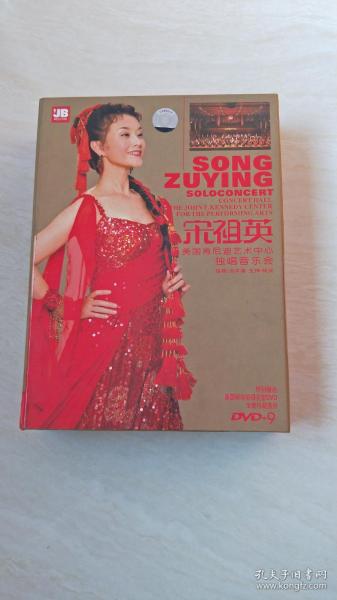 JB
SONG
ZUYING
SOLOCONCERT
CONCERT HALL
THE JOHN F. KENNEDY CENTER
FOR THE PERFORMING ARTS
宋祖英
美国肯尼迪艺术中心
独唱音乐会
DVD+9
孔夫子旧书网
www.kongfz.com